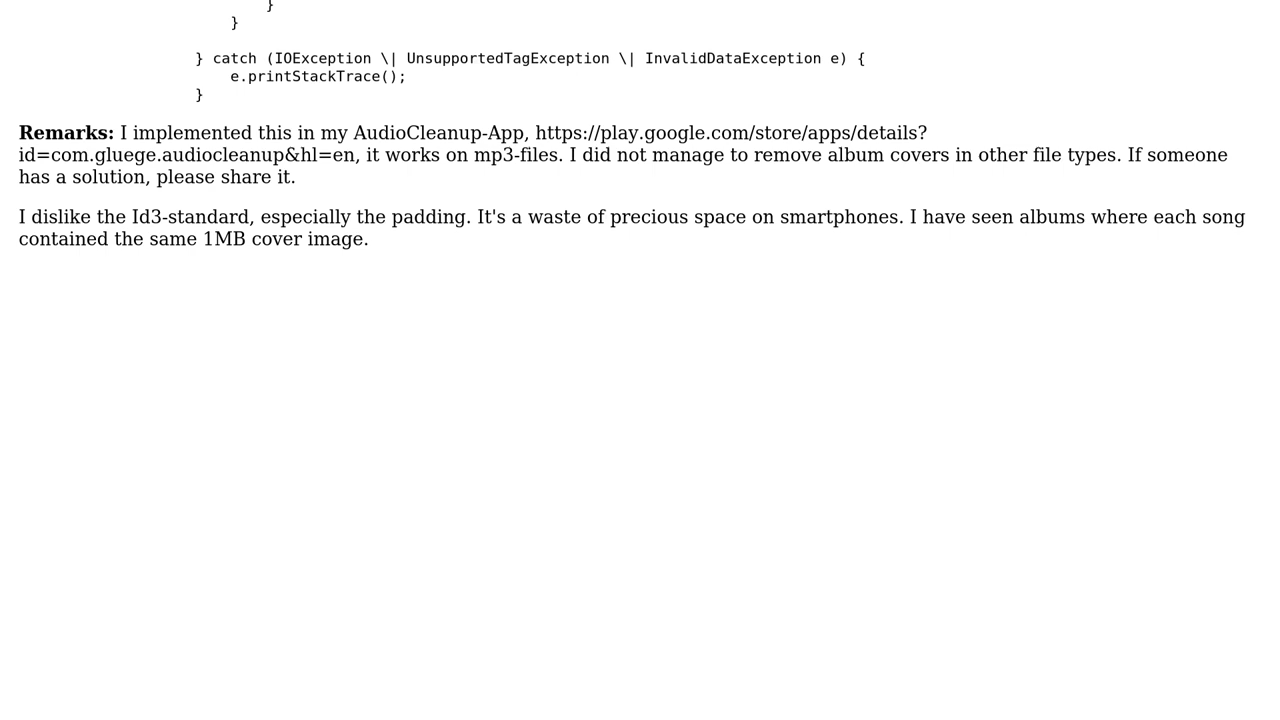 }
}
} catch (IOException \| UnsupportedTagException \| InvalidDataException e) {
e.printStackTrace();
}
Remarks: I implemented this in my AudioCleanup-App, https://play.google.com/store/apps/details?
id=com.gluege.audiocleanup&hl=en, it works on mp3-files. I did not manage to remove album covers in other file types. If someone
has a solution, please share it.
I dislike the Id3-standard, especially the padding. It's a waste of precious space on smartphones. I have seen albums where each song
contained the same 1MB cover image.